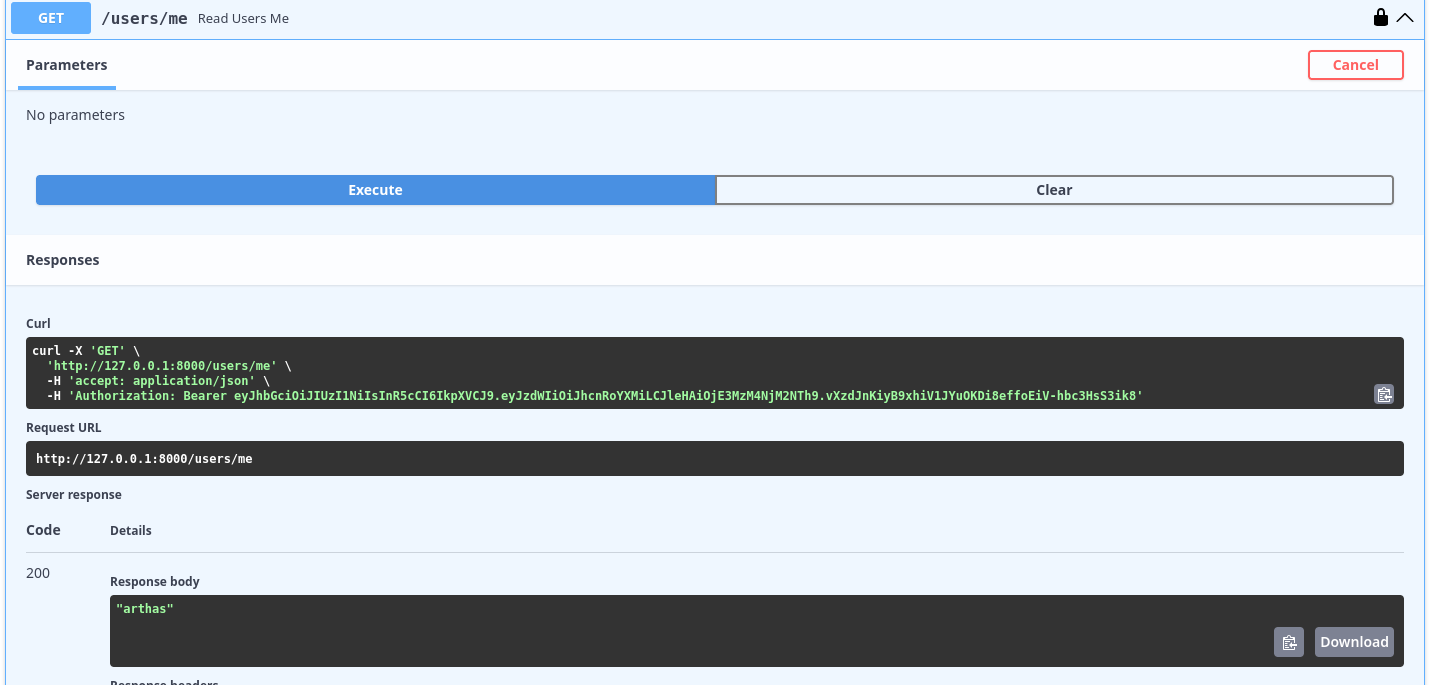 GET /users/me Read Users Me
Parameters
Cancel
No parameters
Execute
Clear
Responses
Curl
curl -X 'GET' \
'http://127.0.0.1:8000/users/me' \
-H 'accept: application/json' \
-H 'Authorization: Bearer eyJhbGciOiJIUzI1NiIsInR5cCI6IkpXVCJ9.eyJzdWIiOiJhcnRoYXMiLCJleHAiOjE3MzM4NjM2NTh9.vXzdJnKiyB9xhiV1JYuOKDi8effoEiV-hbc3HsS3ik8'
Request URL
http://127.0.0.1:8000/users/me
Server response
Code Details
200
Response body
"arthas"
Download
Response headers